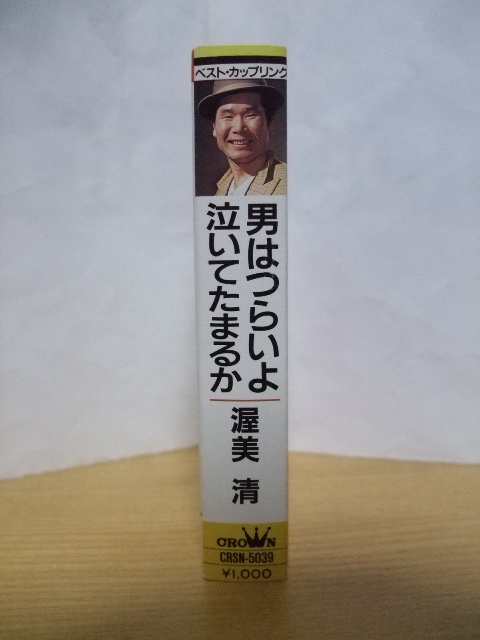 ベスト・カップリング
男はつらいよ
泣いてたまるか
渥美 清
CROWN
CRSN-5039
¥1,000